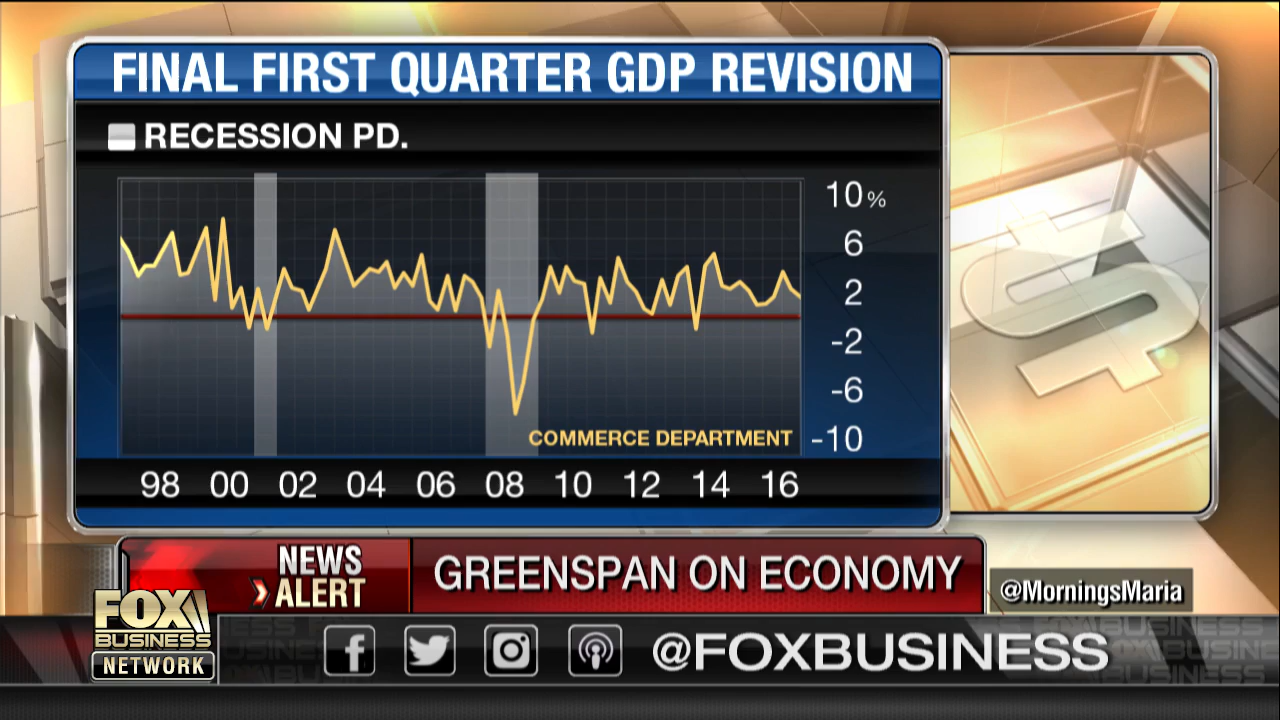 FINAL FIRST QUARTER GDP REVISION
RECESSION PD.
10%
6
2
-2
-6
-10
COMMERCE DEPARTMENT
98 00 02 04 06 08 10 12 14 16
NEWS
ALERT
GREENSPAN ON ECONOMY
@MorningsMaria
FOX
BUSINESS
NETWORK
@FOXBUSINESS